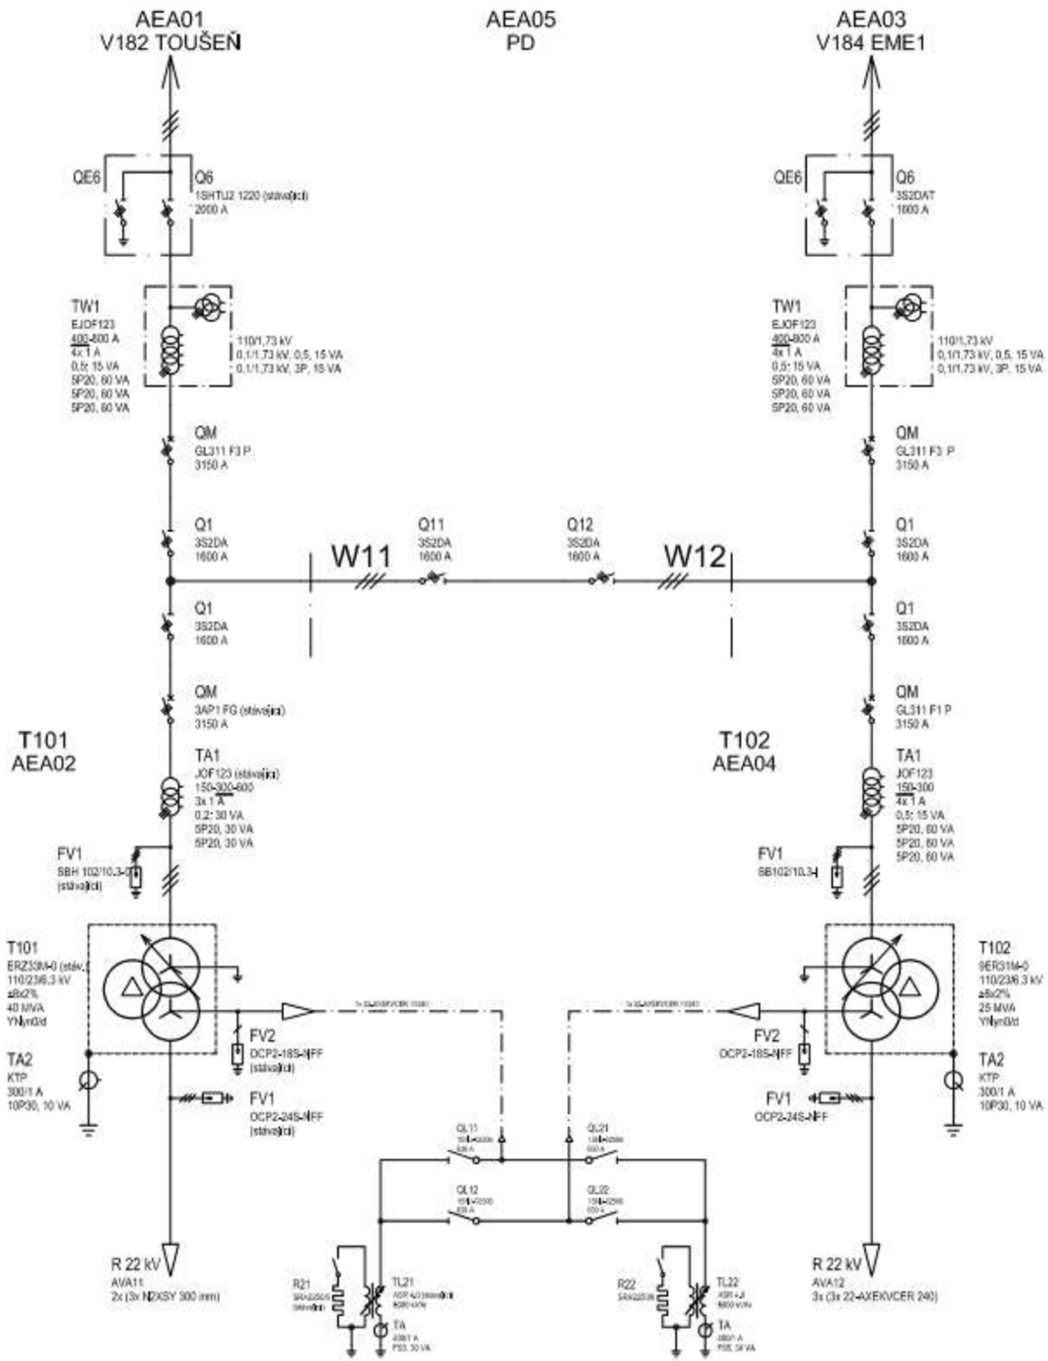 AEA01
V182 TOUŠEŇ
AEA05
PD
AEA03
V184 EME1
QE6
Q6
1SHTU2 1220 (stávající)
2000 A
QE6
Q6
3S2DAT
1600 A
TW1
EJOF123
400-800 A
4x 1 A
0,5; 15 VA
5P20, 60 VA
5P20, 60 VA
5P20, 60 VA
110/1,73 kV
0,1/1,73 kV, 0,5, 15 VA
0,1/1,73 kV, 3P, 15 VA
TW1
EJOF123
400-800 A
4x 1 A
0,5; 15 VA
5P20, 60 VA
5P20, 60 VA
5P20, 60 VA
110/1,73 kV
0,1/1,73 kV, 0,5, 15 VA
0,1/1,73 kV, 3P, 15 VA
QM
GL311 F3 P
3150 A
QM
GL311 F3 P
3150 A
Q1
3S2DA
1600 A
Q11
3S2DA
1600 A
Q12
3S2DA
1600 A
Q1
3S2DA
1600 A
W11
W12
Q1
3S2DA
1600 A
Q1
3S2DA
1600 A
QM
3AP1 FG (stávající)
3150 A
QM
GL311 F1 P
3150 A
T101
AEA02
T102
AEA04
TA1
JOF123 (stávající)
150-300-600
3x 1 A
0,2; 30 VA
5P20, 30 VA
5P20, 30 VA
TA1
JOF123
150-300
4x 1 A
0,5; 15 VA
5P20, 60 VA
5P20, 60 VA
5P20, 60 VA
FV1
SBH 102/10.3-0
(stávající)
FV1
SB102/10.3-I
T101
ERZ33M-0 (stáv.)
110/23/6,3 kV
±8x2%
40 MVA
YNyn0/d
T102
9ER31M-0
110/23/6,3 kV
±8x2%
25 MVA
YNyn0/d
FV2
OCP2-18S-NFF
(stávající)
FV2
OCP2-18S-NFF
TA2
KTP
300/1 A
10P30, 10 VA
TA2
KTP
300/1 A
10P30, 10 VA
FV1
OCP2-24S-NFF
(stávající)
FV1
OCP2-24S-NFF
QL11
QL21
QL12
QL22
R 22 kV
AVA11
2x (3x N2XSY 300 mm)
R21
TL21
TA
400/1 A
R22
TL22
TA
400/1 A
R 22 kV
AVA12
3x (3x 22-AXEKVCER 240)